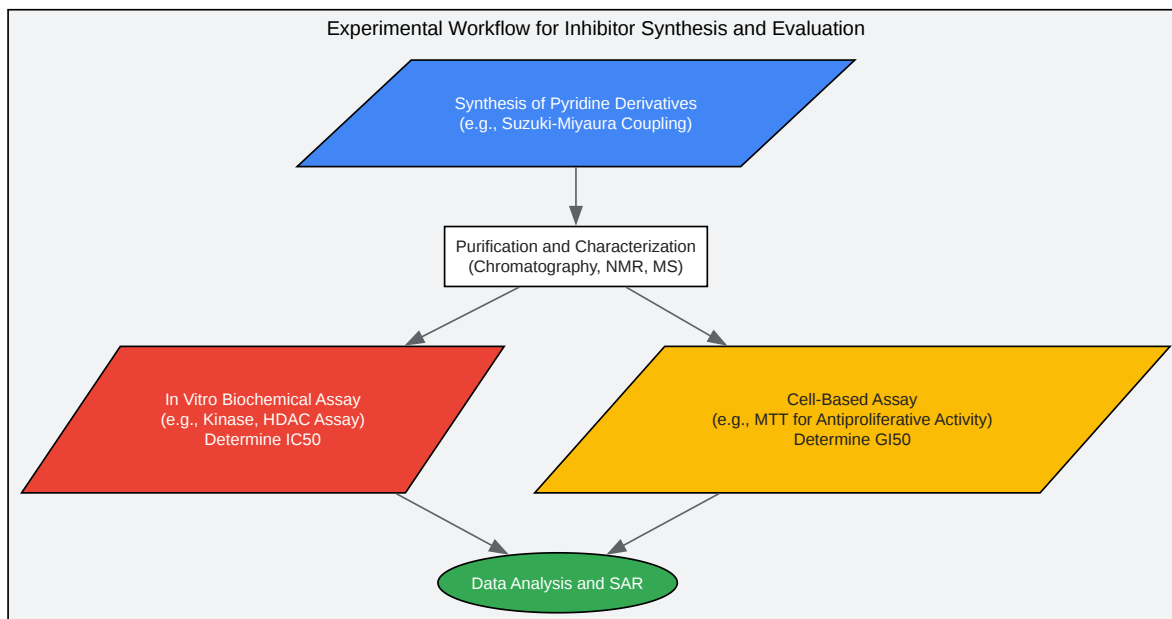 Experimental Workflow for Inhibitor Synthesis and Evaluation
Synthesis of Pyridine Derivatives
(e.g., Suzuki-Miyaura Coupling)
Purification and Characterization
(Chromatography, NMR, MS)
In Vitro Biochemical Assay
(e.g., Kinase, HDAC Assay)
Determine IC50
Cell-Based Assay
(e.g., MTT for Antiproliferative Activity)
Determine GI50
Data Analysis and SAR